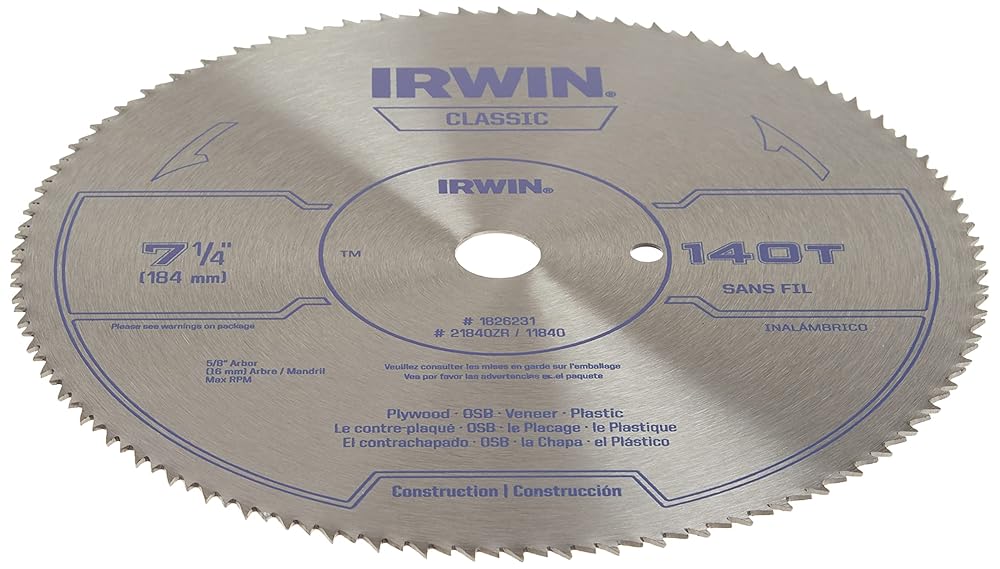 IRWIN®
CLASSIC
IRWIN®
7 1/4"
(184 mm)
™
140T
SANS FIL
# 1826231
# 21840ZR / 11840
Please see warnings on package
INALÁMBRICO
5/8" Arbor
(16 mm) Arbre / Mandril
Max RPM
Veuillez consulter les mises en garde sur l'emballage
Vea por favor las advertencias en el paquete
Plywood · OSB · Veneer · Plastic
Le contre-plaqué · OSB · le Placage · le Plastique
El contrachapado · OSB · la Chapa · el Plástico
Construction | Construcción